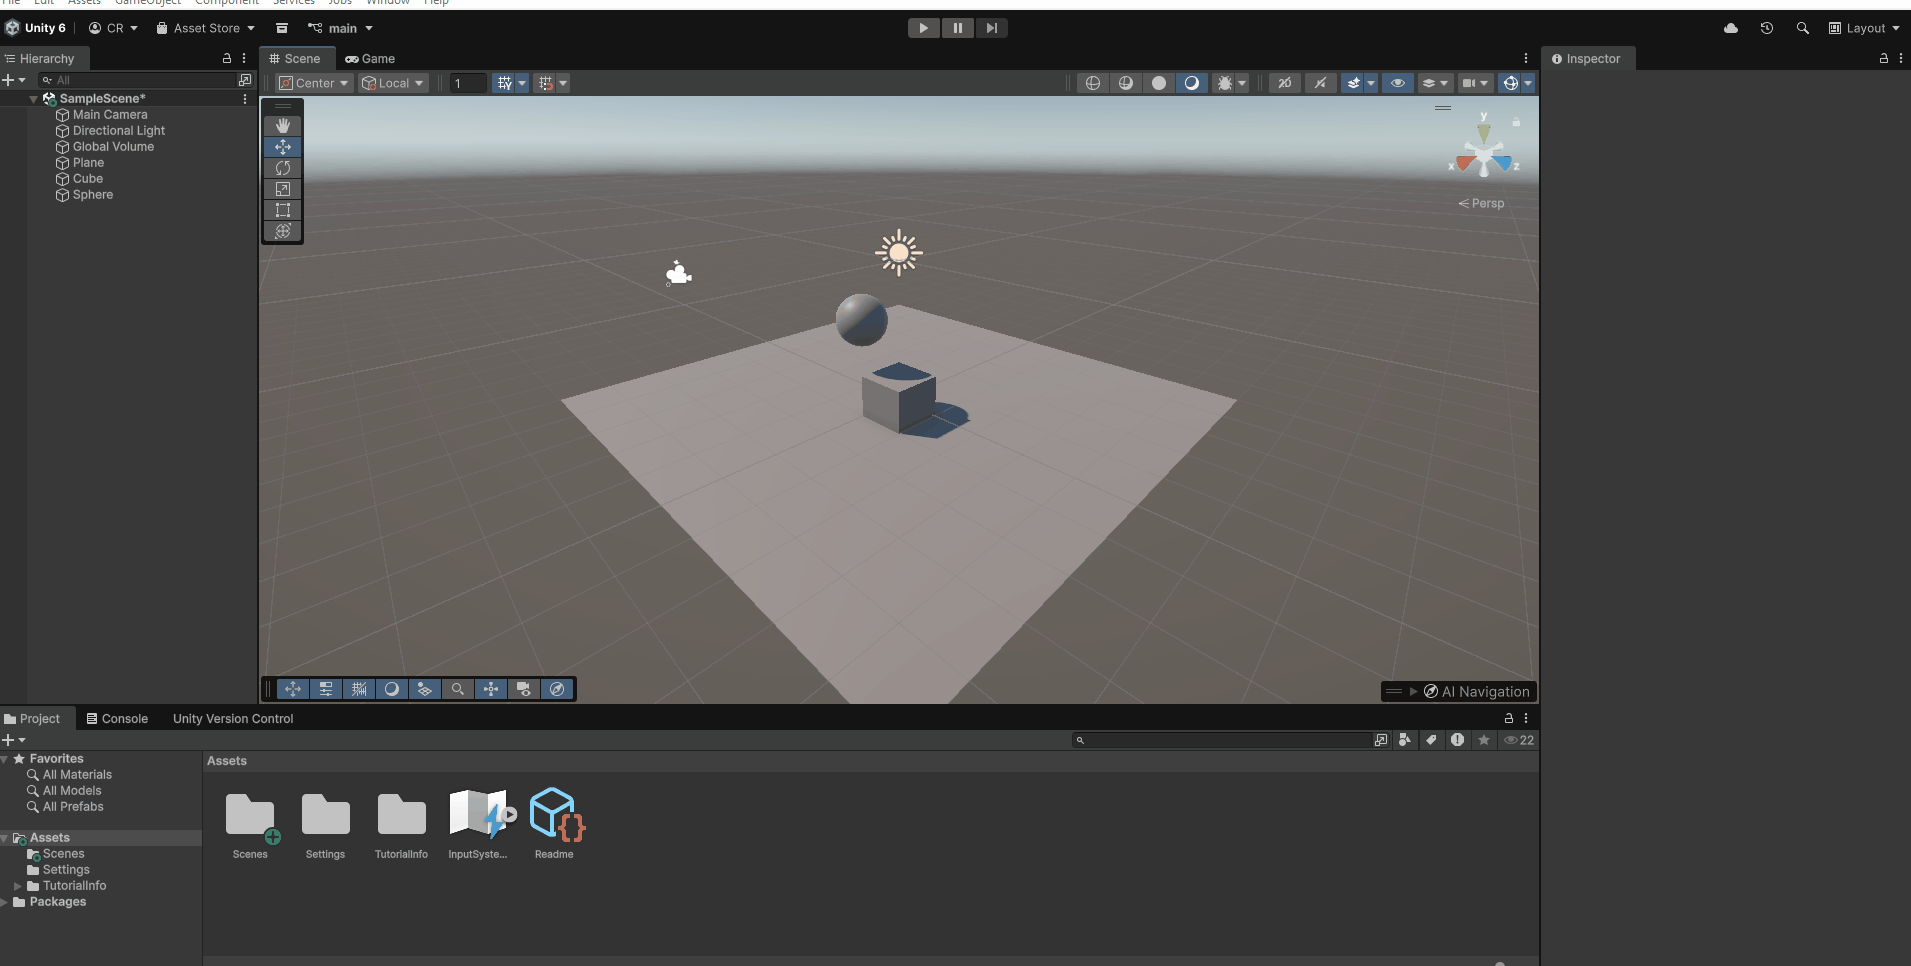 File Edit Assets GameObject Component Services Jobs Window Help
Unity 6 CR Asset Store main Layout
Hierarchy
Scene Game
Inspector
All
Center Local 1 2D
SampleScene*
Main Camera
Directional Light
Global Volume
Plane
Cube
Sphere
y
x z
Persp
AI Navigation
Project Console Unity Version Control
22
Favorites
All Materials
All Models
All Prefabs
Assets
Scenes
Settings
TutorialInfo
Packages
Assets
Scenes Settings TutorialInfo InputSyste... Readme